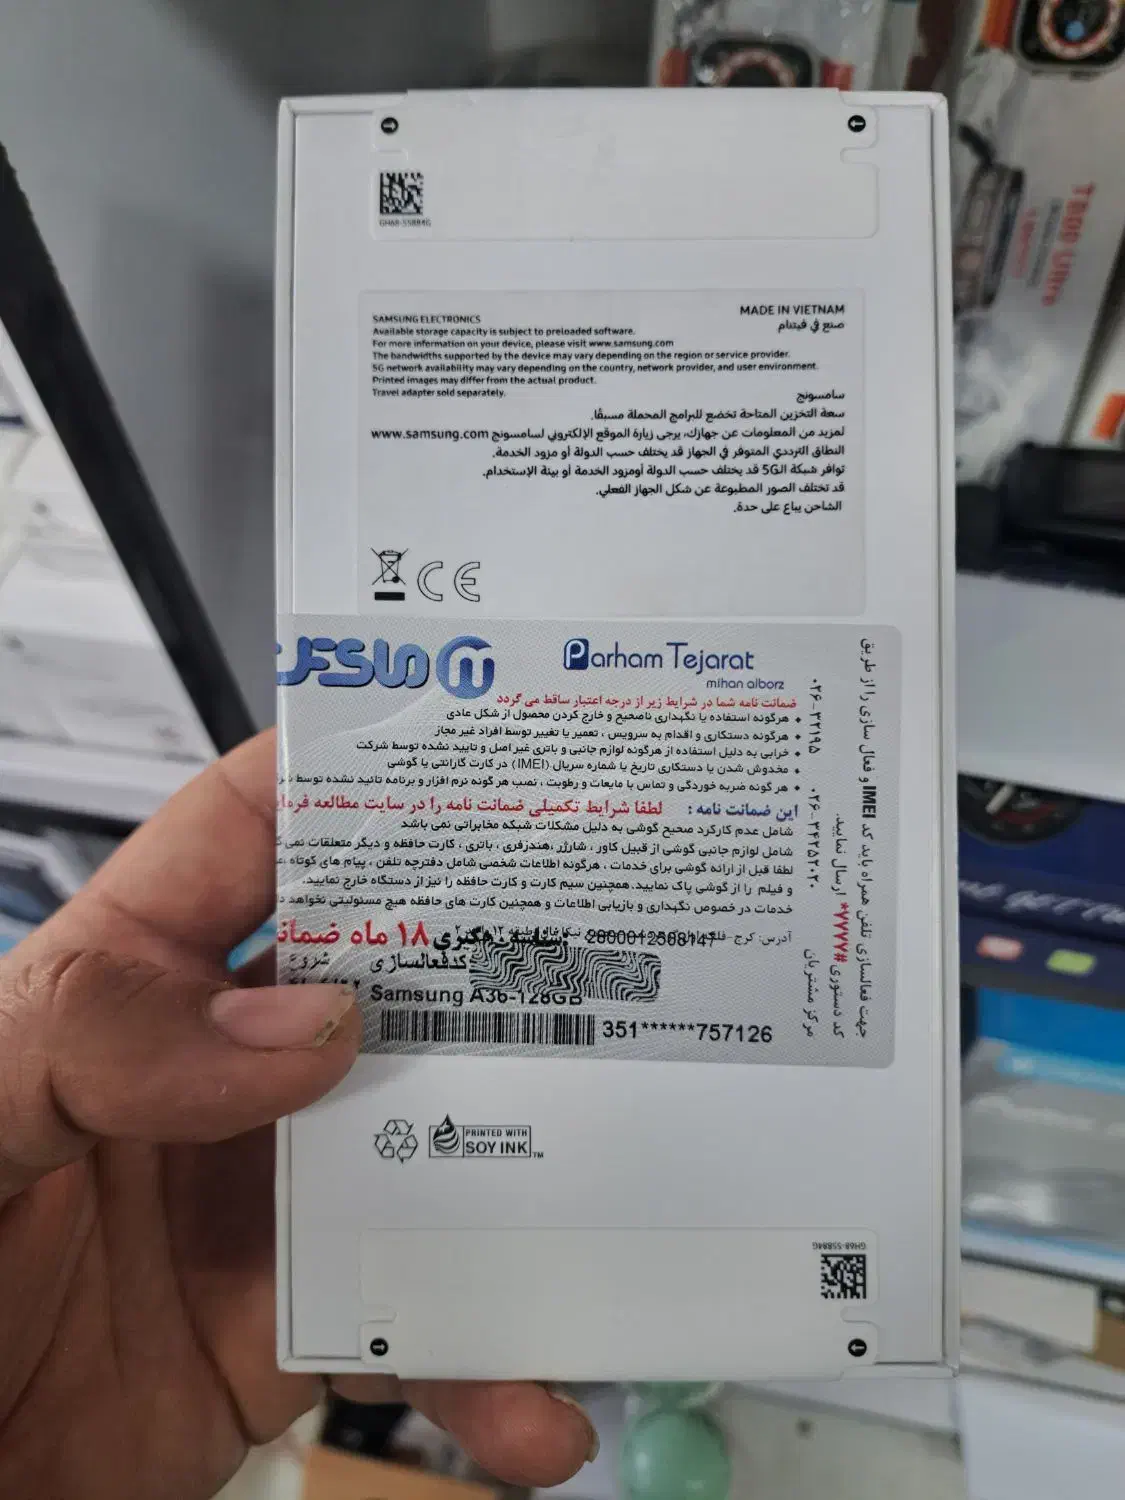 GH68-55884G
MADE IN VIETNAM
صنع في فيتنام
SAMSUNG ELECTRONICS
Available storage capacity is subject to preloaded software.
For more information on your device, please visit www.samsung.com
The bandwidths supported by the device may vary depending on the region or service provider.
5G network availability may vary depending on the country, network provider, and user environment.
Printed images may differ from the actual product.
Travel adapter sold separately.
سامسونج
سعة التخزين المتاحة تخضع للبرامج المحملة مسبقًا.
لمزيد من المعلومات عن جهازك، يرجى زيارة الموقع الإلكتروني لسامسونج www.samsung.com
النطاق الترددي المتوفر في الجهاز قد يختلف حسب الدولة أو مزود الخدمة.
توافر شبكة الـ5G قد يختلف حسب الدولة أومزود الخدمة أو بيئة الإستخدام.
قد تختلف الصور المطبوعة عن شكل الجهاز الفعلي.
الشاحن يباع على حدة.
CE
Parham Tejarat
mihan alborz
ضمانت نامه شما در شرایط زیر از درجه اعتبار ساقط می گردد
هرگونه استفاده یا نگهداری ناصحیح و خارج کردن محصول از شکل عادی
هرگونه دستکاری و اقدام به سرویس ، تعمیر یا تغییر توسط افراد غیر مجاز
خرابی به دلیل استفاده از هرگونه لوازم جانبی و باتری غیر اصل و تایید نشده توسط شرکت
مخدوش شدن یا دستکاری تاریخ یا شماره سریال (IMEI) در کارت گارانتی یا گوشی
هر گونه ضربه خوردگی و تماس با مایعات و رطوبت ، نصب هر گونه نرم افزار و برنامه تائید نشده توسط
این ضمانت نامه : لطفا شرایط تکمیلی ضمانت نامه را در سایت مطالعه
شامل عدم کارکرد صحیح گوشی به دلیل مشکلات شبکه مخابراتی نمی باشد
شامل لوازم جانبی گوشی از قبیل کاور ، شارژر ،هندزفری ، باتری ، کارت حافظه و دیگر متعلقات نمی
لطفا قبل از ارائه گوشی برای خدمات ، هرگونه اطلاعات شخصی شامل دفترچه تلفن ، پیام های کوتاه
و فیلم را از گوشی پاک نمایید. همچنین سیم کارت و کارت حافظه را نیز از دستگاه خارج نمایید.
خدمات در خصوص نگهداری و بازیابی اطلاعات و همچنین کارت های حافظه هیچ مسئولیتی نخواهد
آدرس: کرج-
2800012508147
۱۸ ماه
کدفعالسازی
شروع
Samsung A36-128GB
351******757126
جهت فعالسازی تلفن همراه باید کد IMEI و فعال سازی را از طریق
کد دستوری #۷۷۷۷* ارسال نمایید.
مرکز مشتریان
۰۲۶-۳۲۱۹۵
۰۲۶-۳۴۲۵۲۰۲۰
PRINTED WITH
SOY INK
TM
GH68-55884G
T800 Ultra